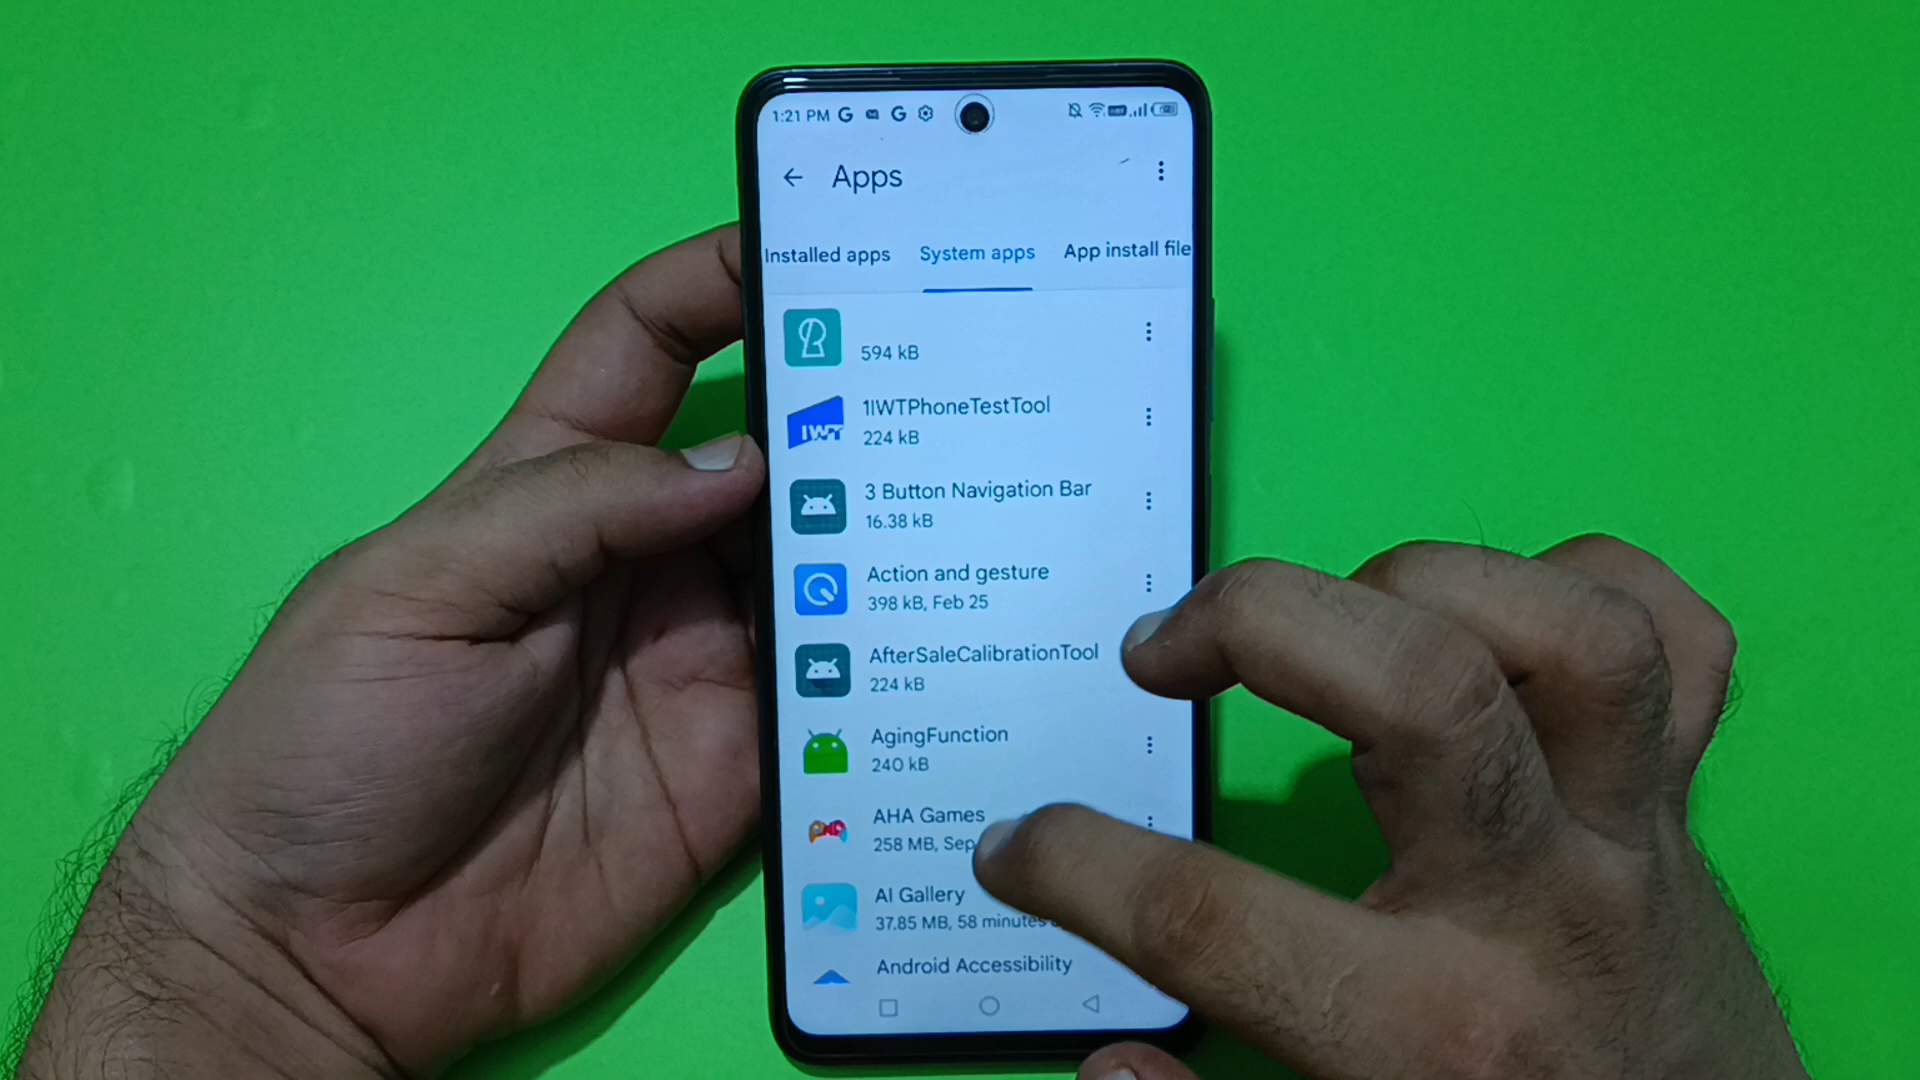 1:21 PM
Apps
Installed apps System apps App install file
594 kB
1IWTPhoneTestTool
224 kB
IWT
3 Button Navigation Bar
16.38 kB
Action and gesture
398 kB, Feb 25
AfterSaleCalibrationTool
224 kB
AgingFunction
240 kB
AHA Games
258 MB, Sep
AI Gallery
37.85 MB, 58 minutes
Android Accessibility